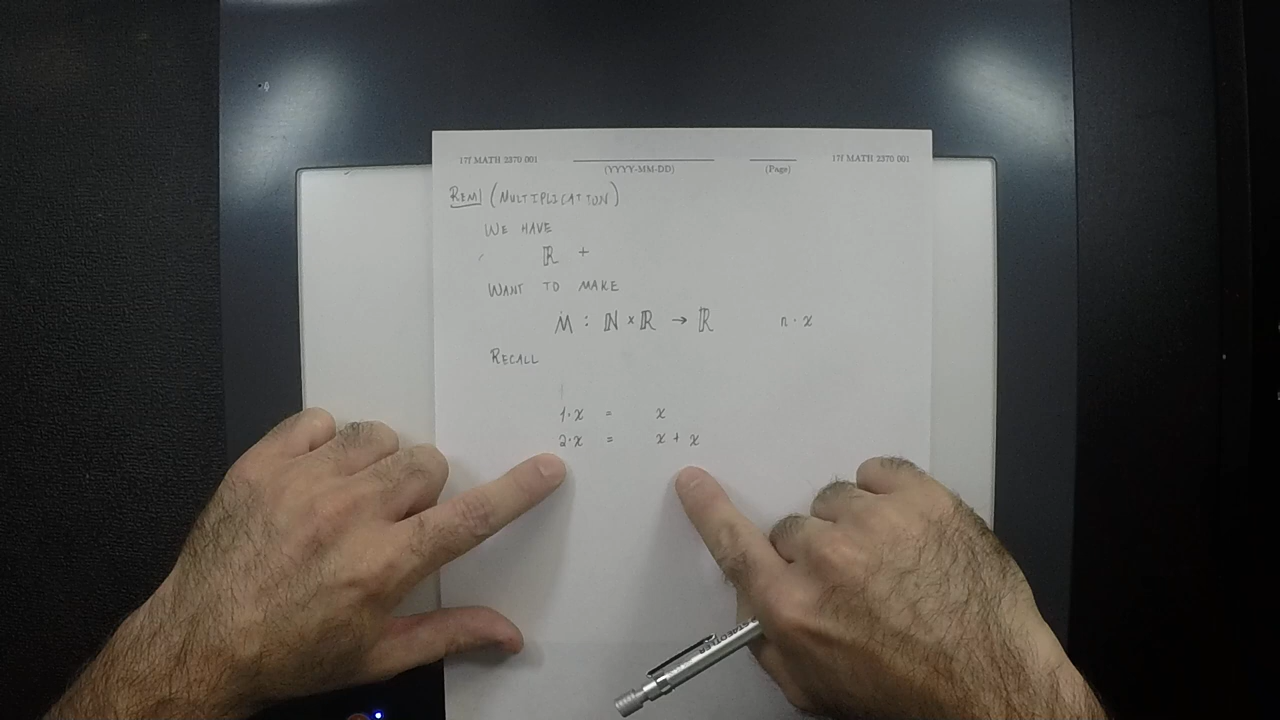 17f MATH 2370 001 (YYYY-MM-DD) (Page) 17f MATH 2370 001
REM (MULTIPLICATION)
WE HAVE
ℝ +
WANT TO MAKE
M : ℕ × ℝ → ℝ n · x
RECALL
1·x = x
2·x = x + x
STAEDTLER